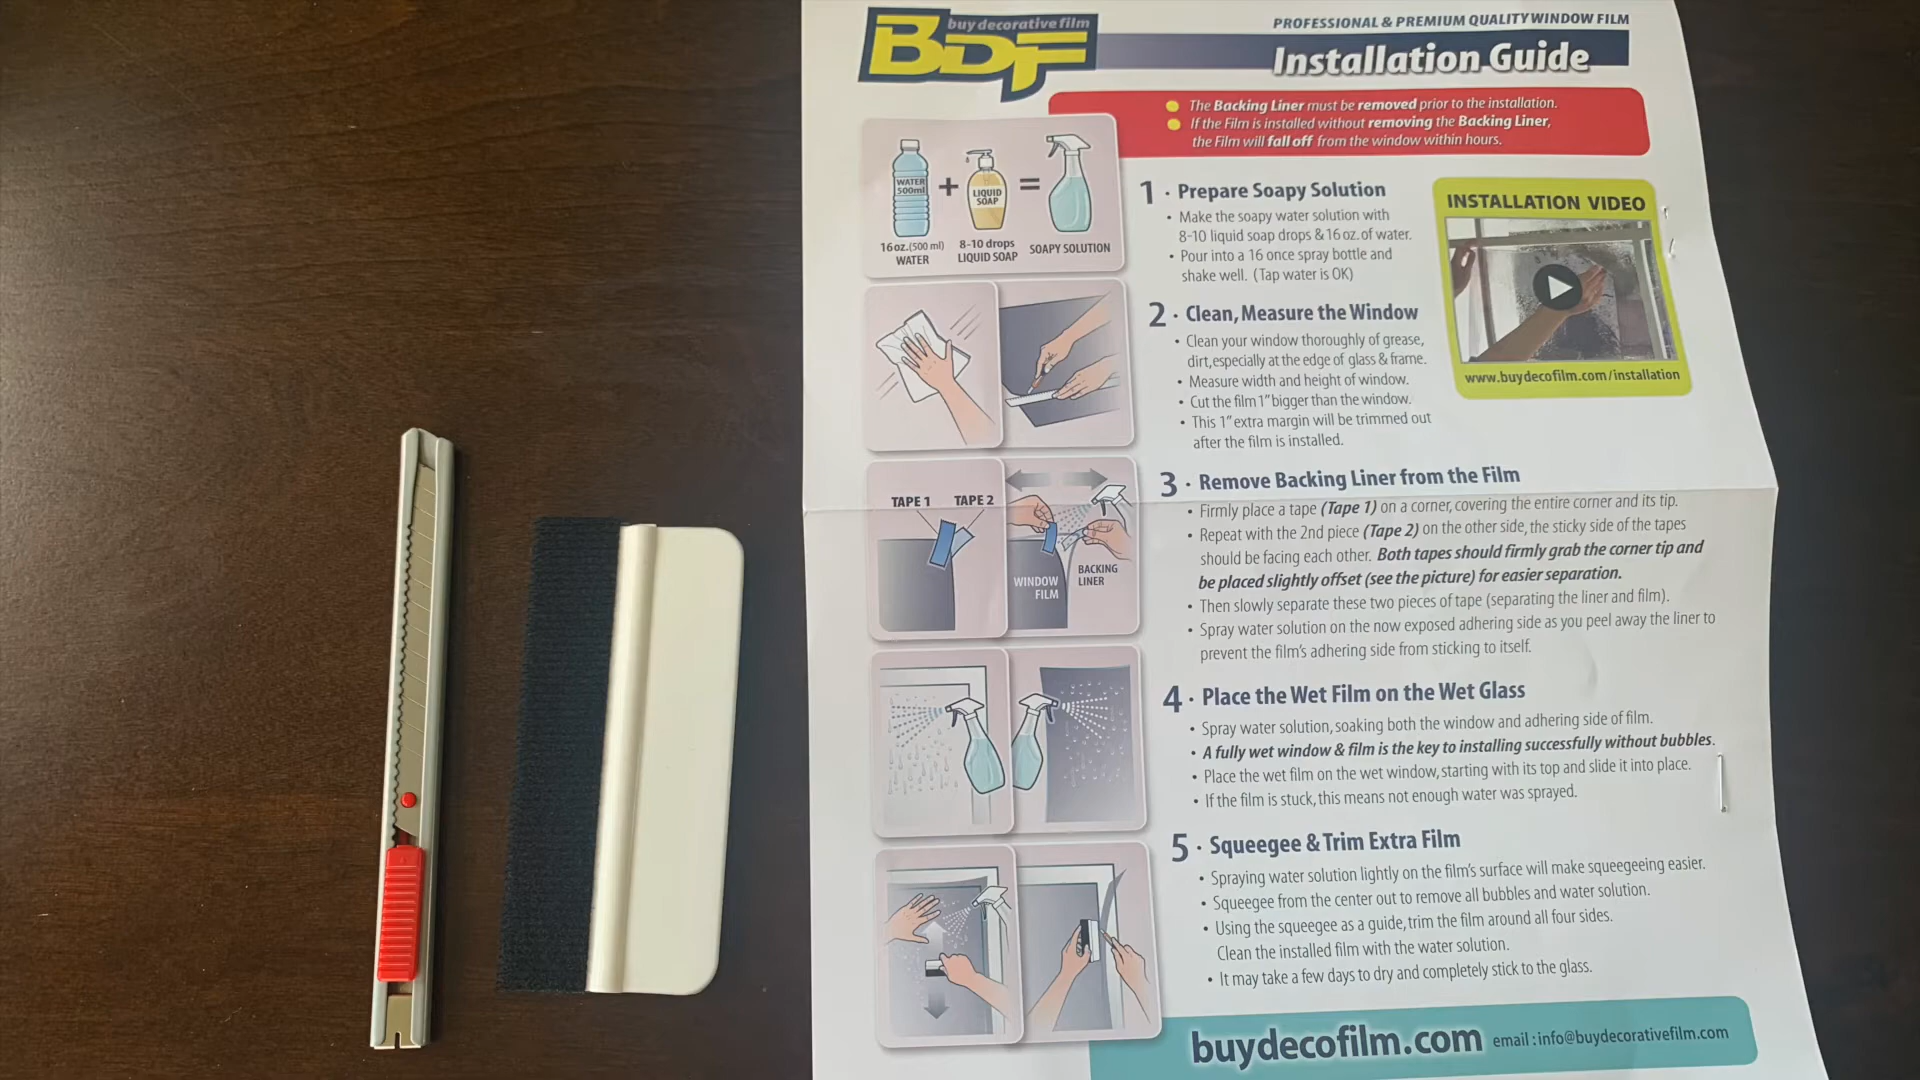 buy decorative film
BDF
PROFESSIONAL & PREMIUM QUALITY WINDOW FILM
Installation Guide
The Backing Liner must be removed prior to the installation.
If the Film is installed without removing the Backing Liner,
the Film will fall off from the window within hours.
WATER
500ml
+
LIQUID
SOAP
=
16 oz.(500 ml)
WATER
8-10 drops
LIQUID SOAP
SOAPY SOLUTION
1 · Prepare Soapy Solution
• Make the soapy water solution with
8-10 liquid soap drops & 16 oz. of water.
• Pour into a 16 once spray bottle and
shake well. (Tap water is OK)
INSTALLATION VIDEO
www.buydecofilm.com/installation
2 · Clean, Measure the Window
• Clean your window thoroughly of grease,
dirt, especially at the edge of glass & frame.
• Measure width and height of window.
• Cut the film 1" bigger than the window.
• This 1" extra margin will be trimmed out
after the film is installed.
TAPE 1 TAPE 2
WINDOW
FILM
BACKING
LINER
3 · Remove Backing Liner from the Film
• Firmly place a tape (Tape 1) on a corner, covering the entire corner and its tip.
• Repeat with the 2nd piece (Tape 2) on the other side, the sticky side of the tapes
should be facing each other. Both tapes should firmly grab the corner tip and
be placed slightly offset (see the picture) for easier separation.
• Then slowly separate these two pieces of tape (separating the liner and film).
• Spray water solution on the now exposed adhering side as you peel away the liner to
prevent the film's adhering side from sticking to itself.
4 · Place the Wet Film on the Wet Glass
• Spray water solution, soaking both the window and adhering side of film.
• A fully wet window & film is the key to installing successfully without bubbles.
• Place the wet film on the wet window, starting with its top and slide it into place.
• If the film is stuck, this means not enough water was sprayed.
5 · Squeegee & Trim Extra Film
• Spraying water solution lightly on the film's surface will make squeegeeing easier.
• Squeegee from the center out to remove all bubbles and water solution.
• Using the squeegee as a guide, trim the film around all four sides.
Clean the installed film with the water solution.
• It may take a few days to dry and completely stick to the glass.
buydecofilm.com
email : info@buydecorativefilm.com